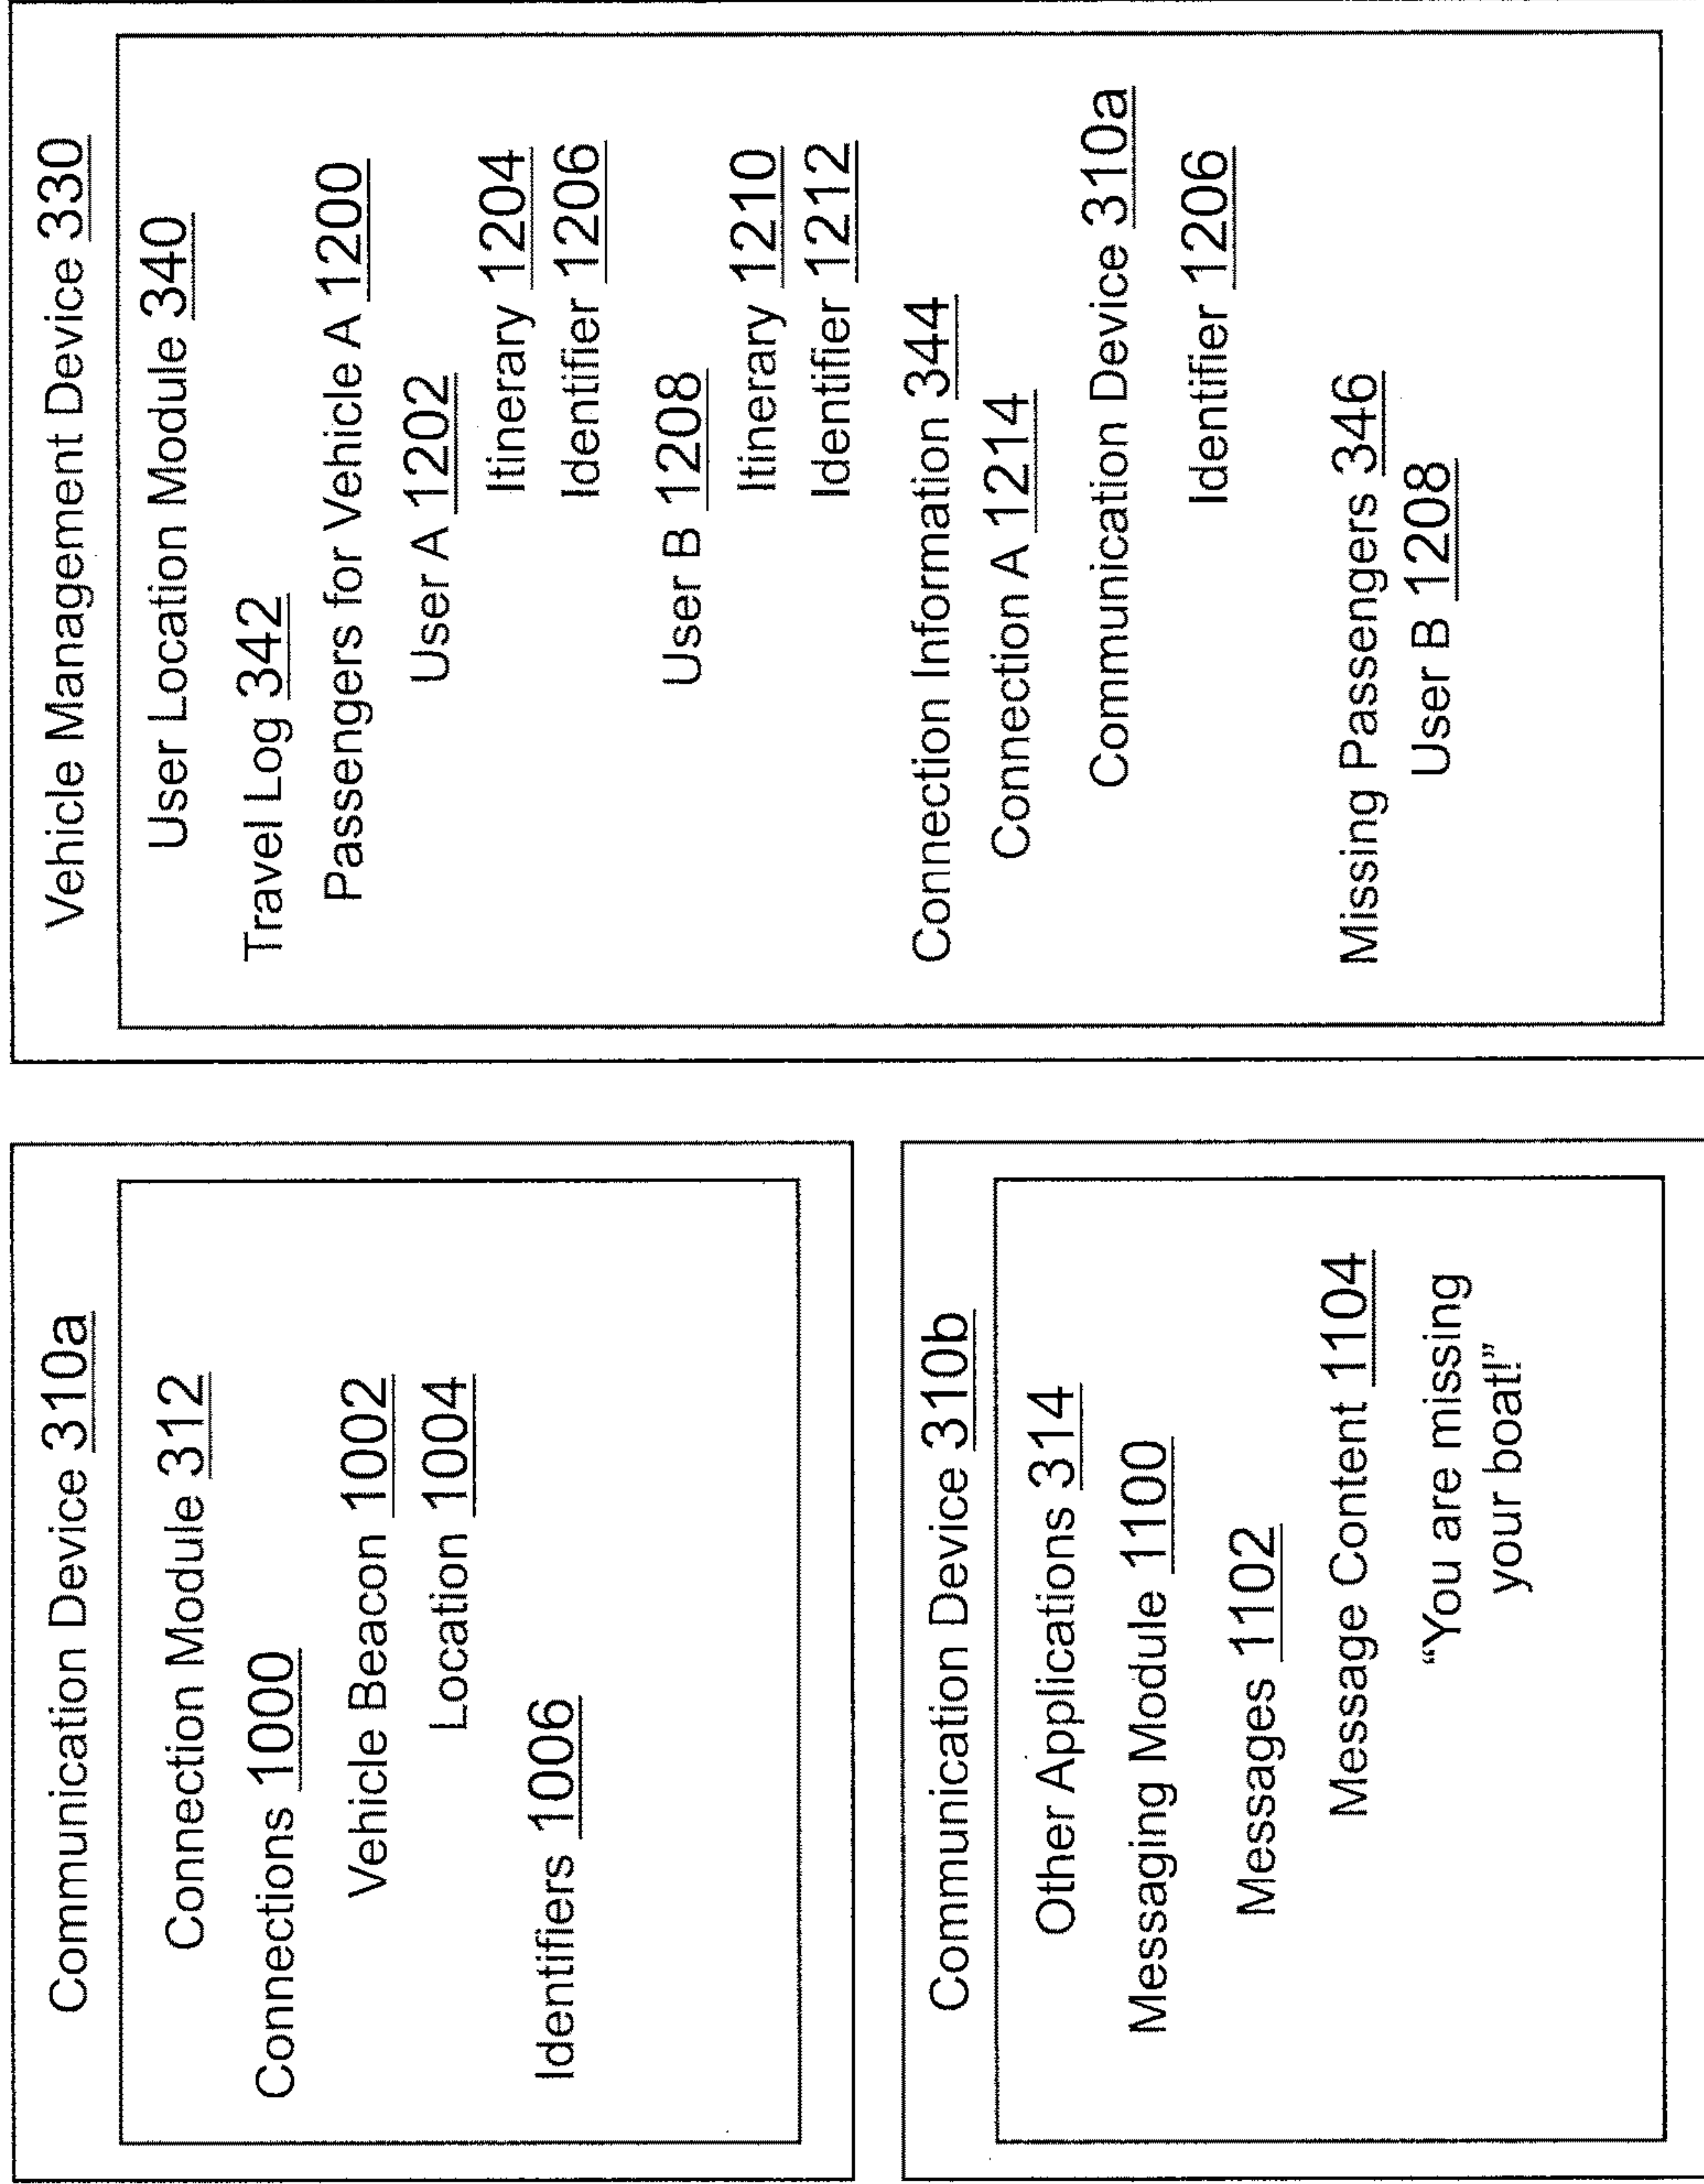 Communication Device 310a
Connection Module 312
Connections 1000
Vehicle Beacon 1002
Location 1004
Identifiers 1006
Communication Device 310b
Other Applications 314
Messaging Module 1100
Messages 1102
Message Content 1104
“You are missing
your boat!”
Vehicle Management Device 330
User Location Module 340
Travel Log 342
Passengers for Vehicle A 1200
User A 1202
Itinerary 1204
Identifier 1206
User B 1208
Itinerary 1210
Identifier 1212
Connection Information 344
Connection A 1214
Communication Device 310a
Identifier 1206
Missing Passengers 346
User B 1208